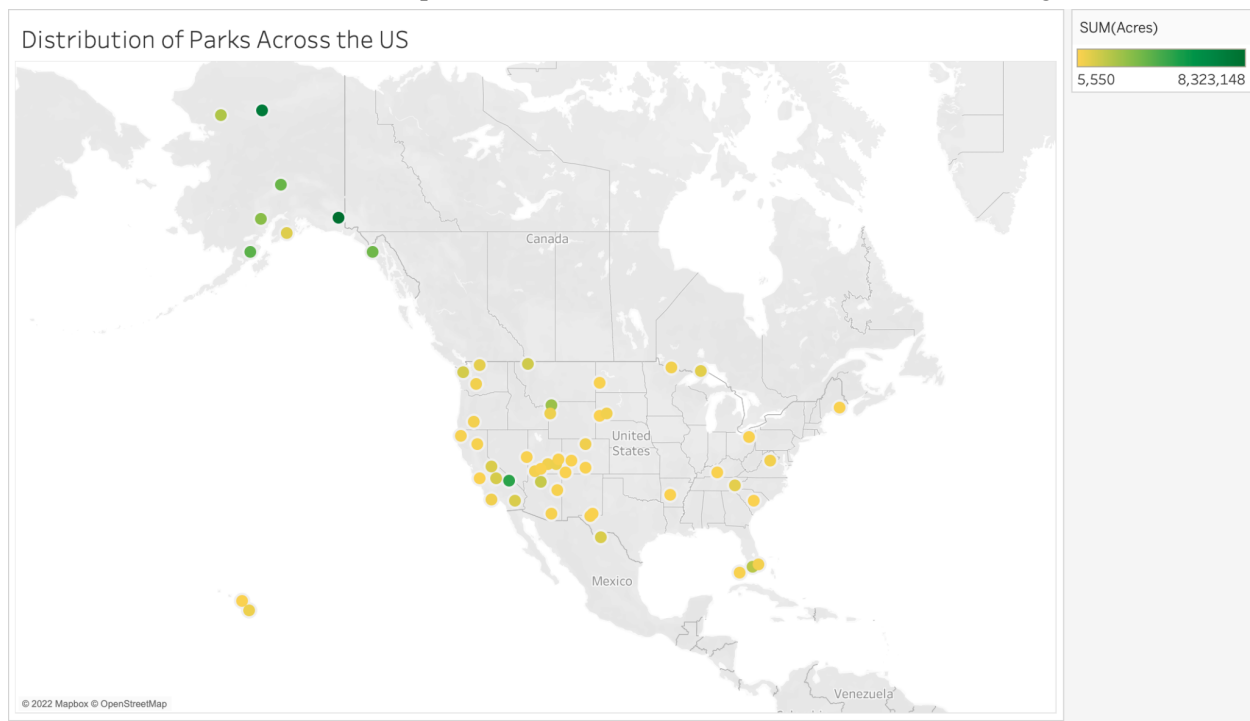 Distribution of Parks Across the US
SUM(Acres)
5,550 8,323,148
Canada
United
States
Mexico
Venezuela
© 2022 Mapbox © OpenStreetMap